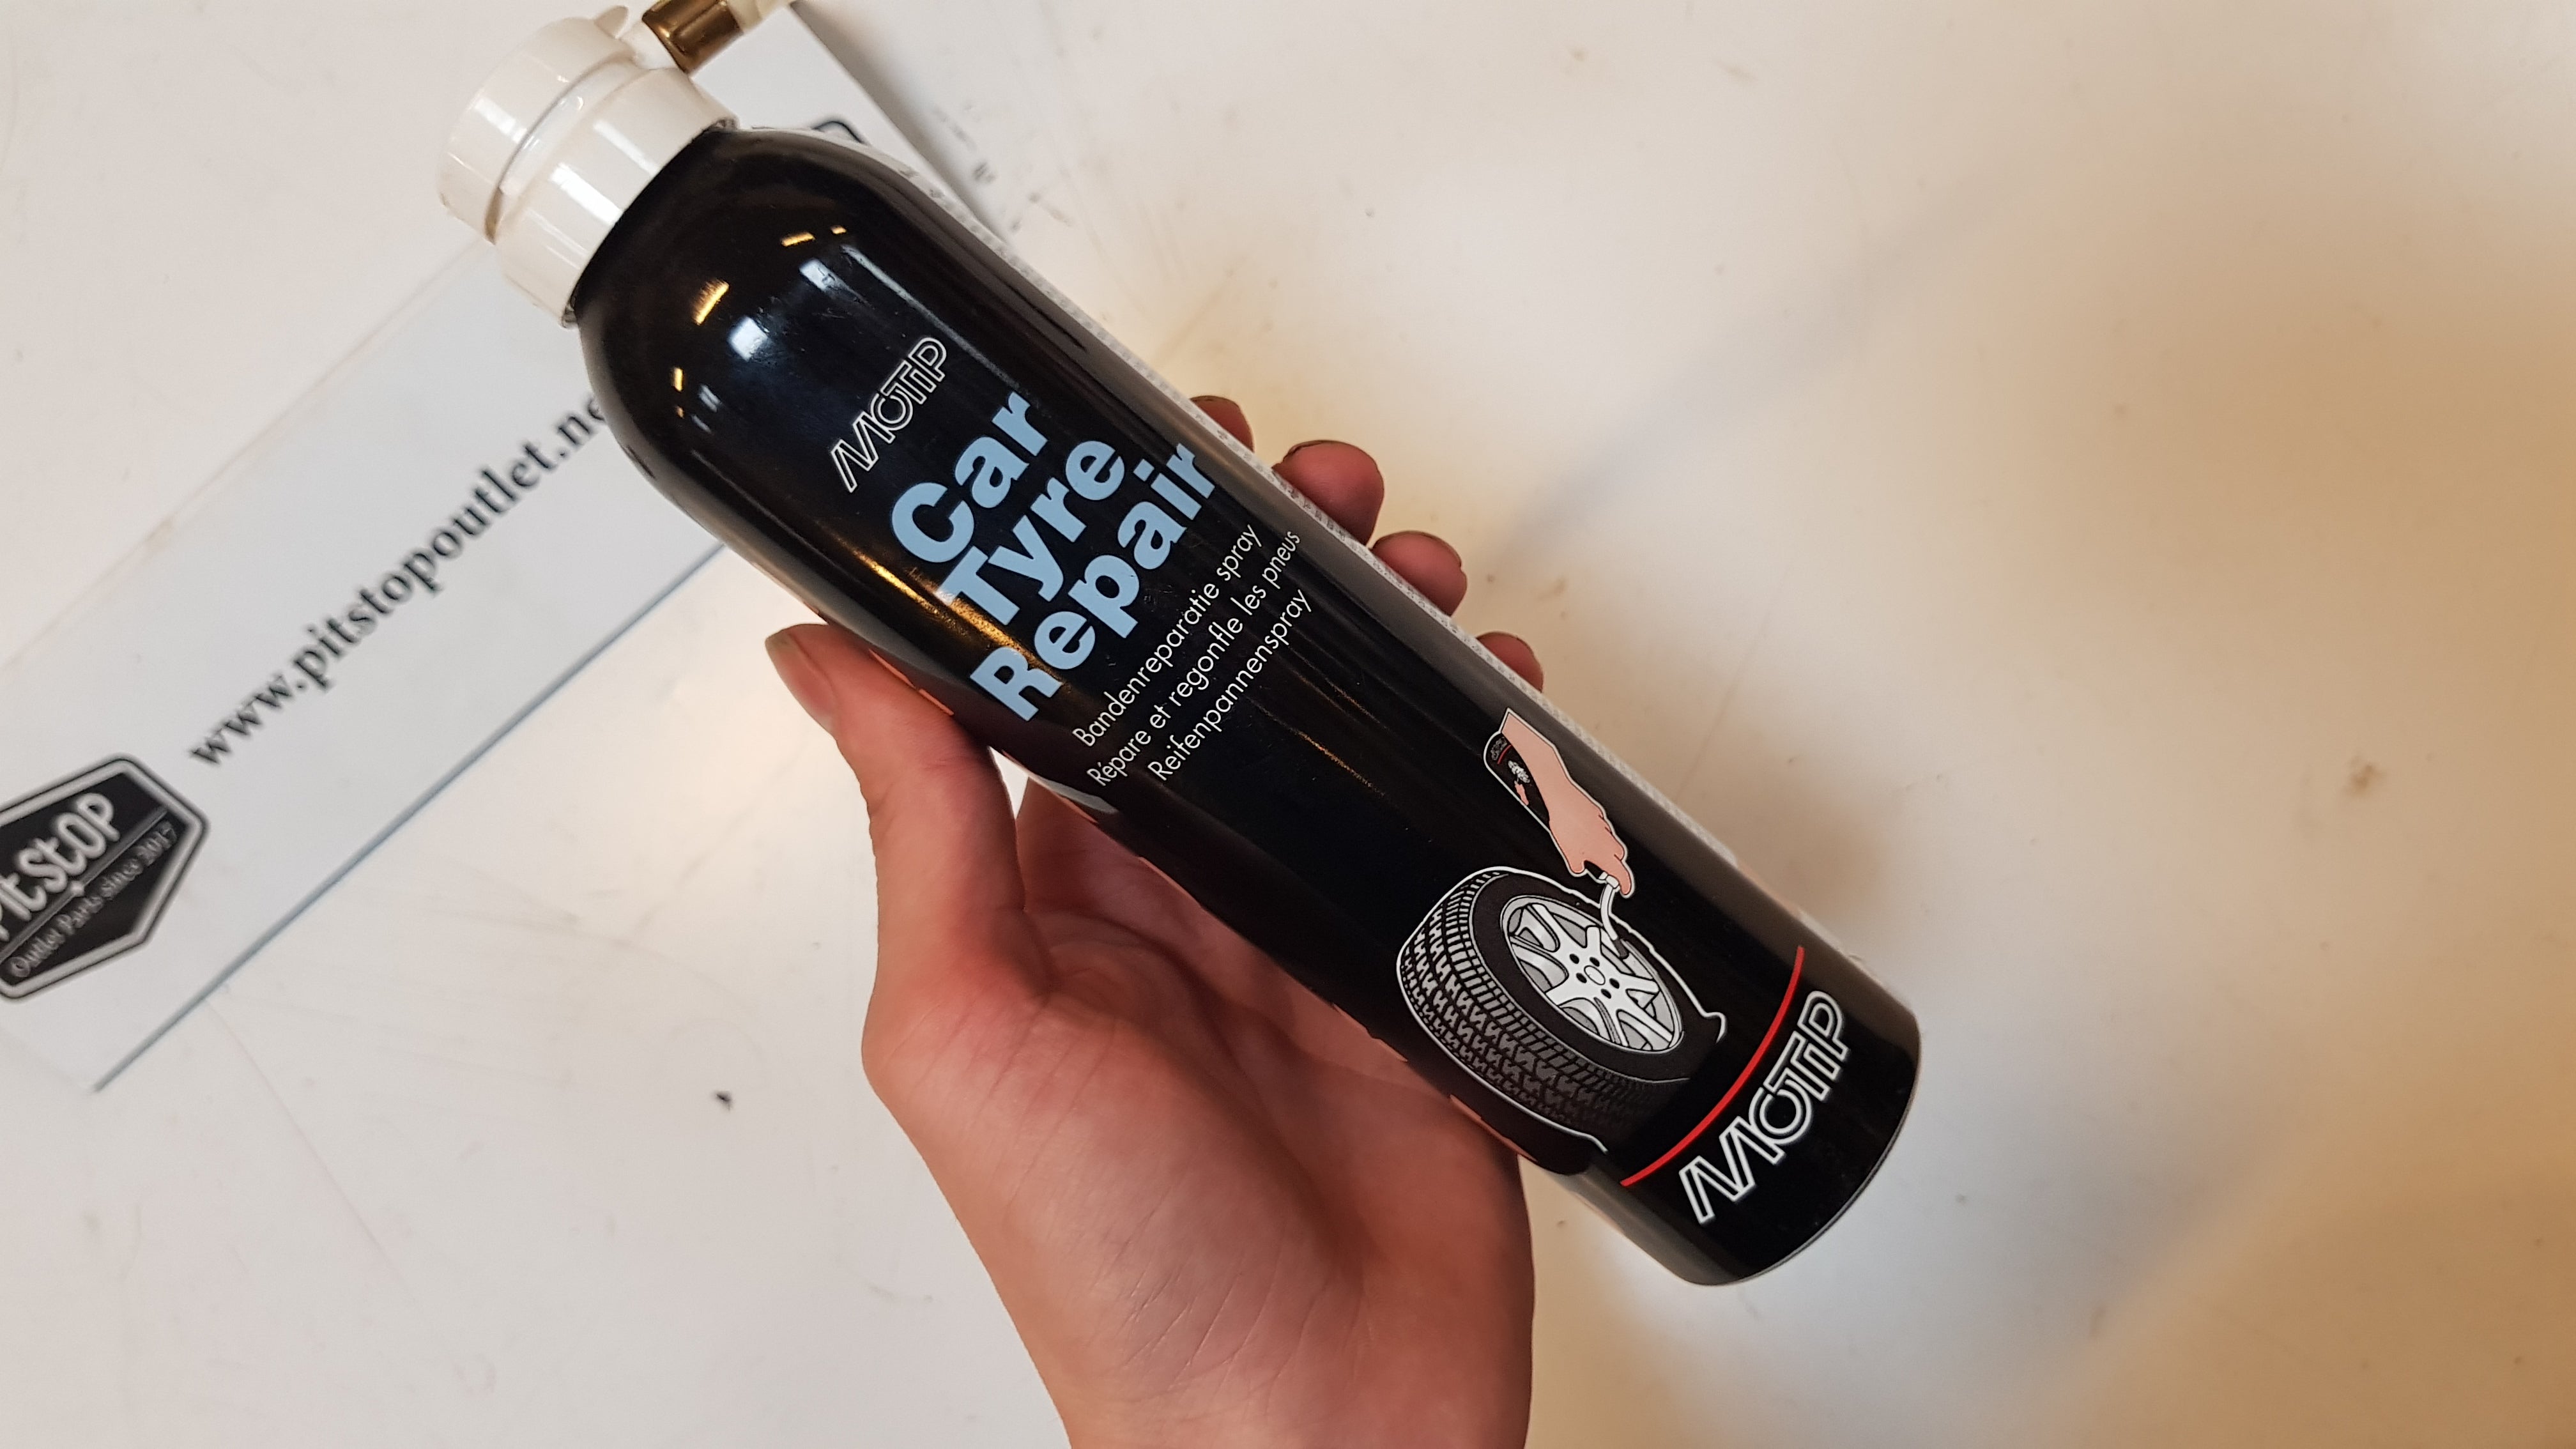 MOTIP
Car
Tyre
Repair
Bandenreparatie spray
Répare et regonfle les pneus
Reifenpannenspray
MOTIP
www.pitstopoutlet.ne
PitStOP
Outlet Parts since 2017